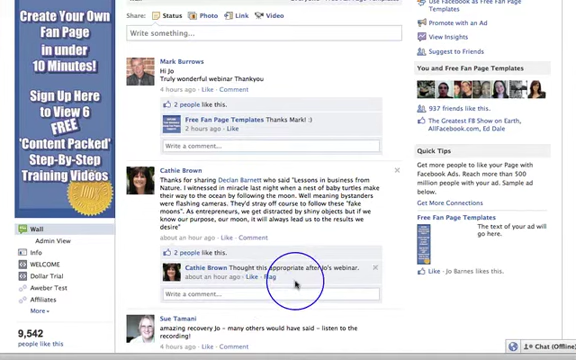 Create Your Own
Fan Page
in under
10 Minutes!
Sign Up Here
to View 6
FREE
'Content Packed'
Step-By-Step
Training Videos
Wall
Admin View
Info
WELCOME
Dollar Trial
Aweber Test
Affiliates
More
9,542
people like this
Share: Status Photo Link Video
Write something...
Mark Burrows
Hi Jo
Truly wonderful webinar Thankyou
4 hours ago · Like · Comment
2 people like this.
Free Fan Page Templates Thanks Mark! :)
2 hours ago · Like
Write a comment...
Cathie Brown
Thanks for sharing Declan Barnett who said "Lessons in business from
Nature. I witnessed in miracle last night when a nest of baby turtles make
their way to the ocean by following the moon. Well meaning bystanders
were flashing cameras. They'd stray off course to follow these "fake
moons". As entrepreneurs, we get distracted by shiny objects but if we
know our purpose, our moon, it will always lead us to the results we
desire"
about an hour ago · Like · Comment
2 people like this.
Cathie Brown Thought this appropriate after Jo's webinar.
about an hour ago · Like · Flag
Write a comment...
Sue Tamani
amazing recovery Jo - many others would have said - listen to the
recording!
4 hours ago · Like · Comment
Use Facebook as Free Fan Page
Templates
Promote with an Ad
View Insights
Suggest to Friends
You and Free Fan Page Templates
937 friends like this.
The Greatest FB Show on Earth,
AllFacebook.com, Ed Dale
Quick Tips
Get more people to like your Page with
Facebook Ads. Reach more than 500
million people with your ad. Sample ad
below.
Get More Connections
Free Fan Page Templates
The text of your ad will
go here.
Like · Jo Barnes likes this.
Chat (Offline)